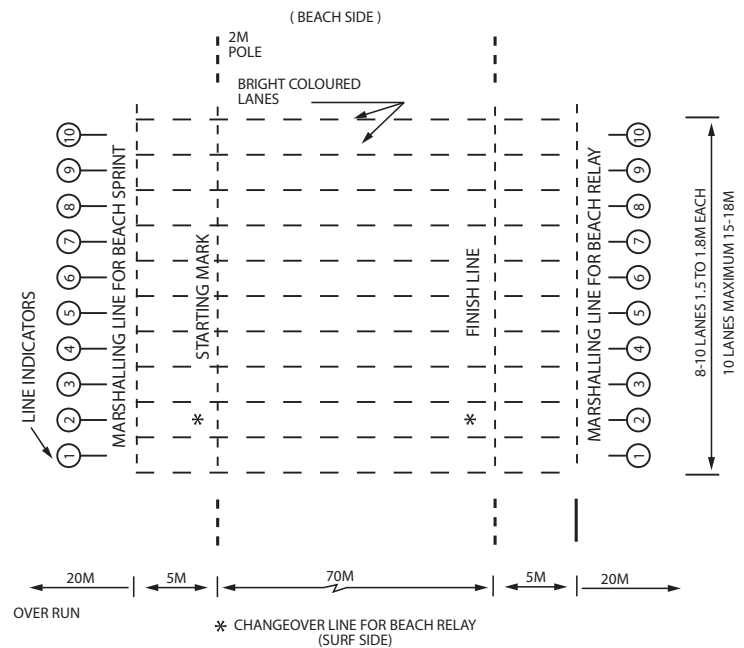 ( BEACH SIDE )
2M
POLE
BRIGHT COLOURED
LANES
10
9
8
7
6
5
4
3
2
1
LINE INDICATORS
MARSHALLING LINE FOR BEACH SPRINT
STARTING MARK
*
FINISH LINE
*
MARSHALLING LINE FOR BEACH RELAY
10
9
8
7
6
5
4
3
2
1
8-10 LANES 1.5 TO 1.8M EACH
10 LANES MAXIMUM 15-18M
20M
5M
70M
5M
20M
OVER RUN
* CHANGEOVER LINE FOR BEACH RELAY
(SURF SIDE)